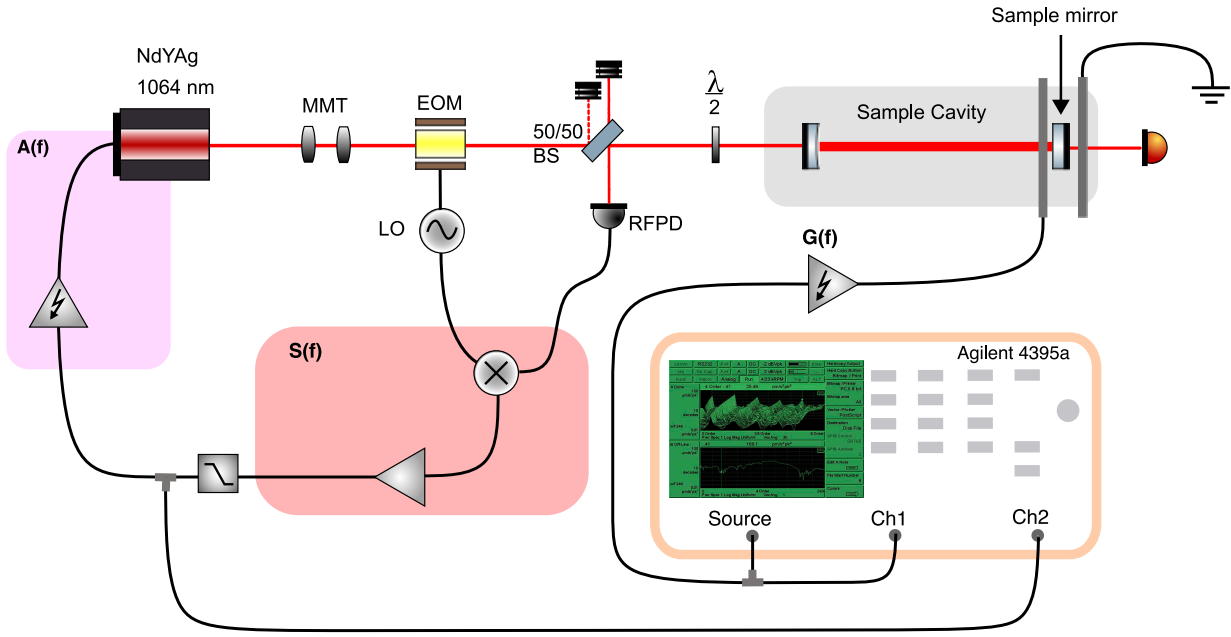 Sample mirror
NdYAg
1064 nm
MMT
EOM
λ
2
50/50
BS
Sample Cavity
A(f)
LO
RFPD
G(f)
S(f)
Agilent 4395a
Source
Ch1
Ch2